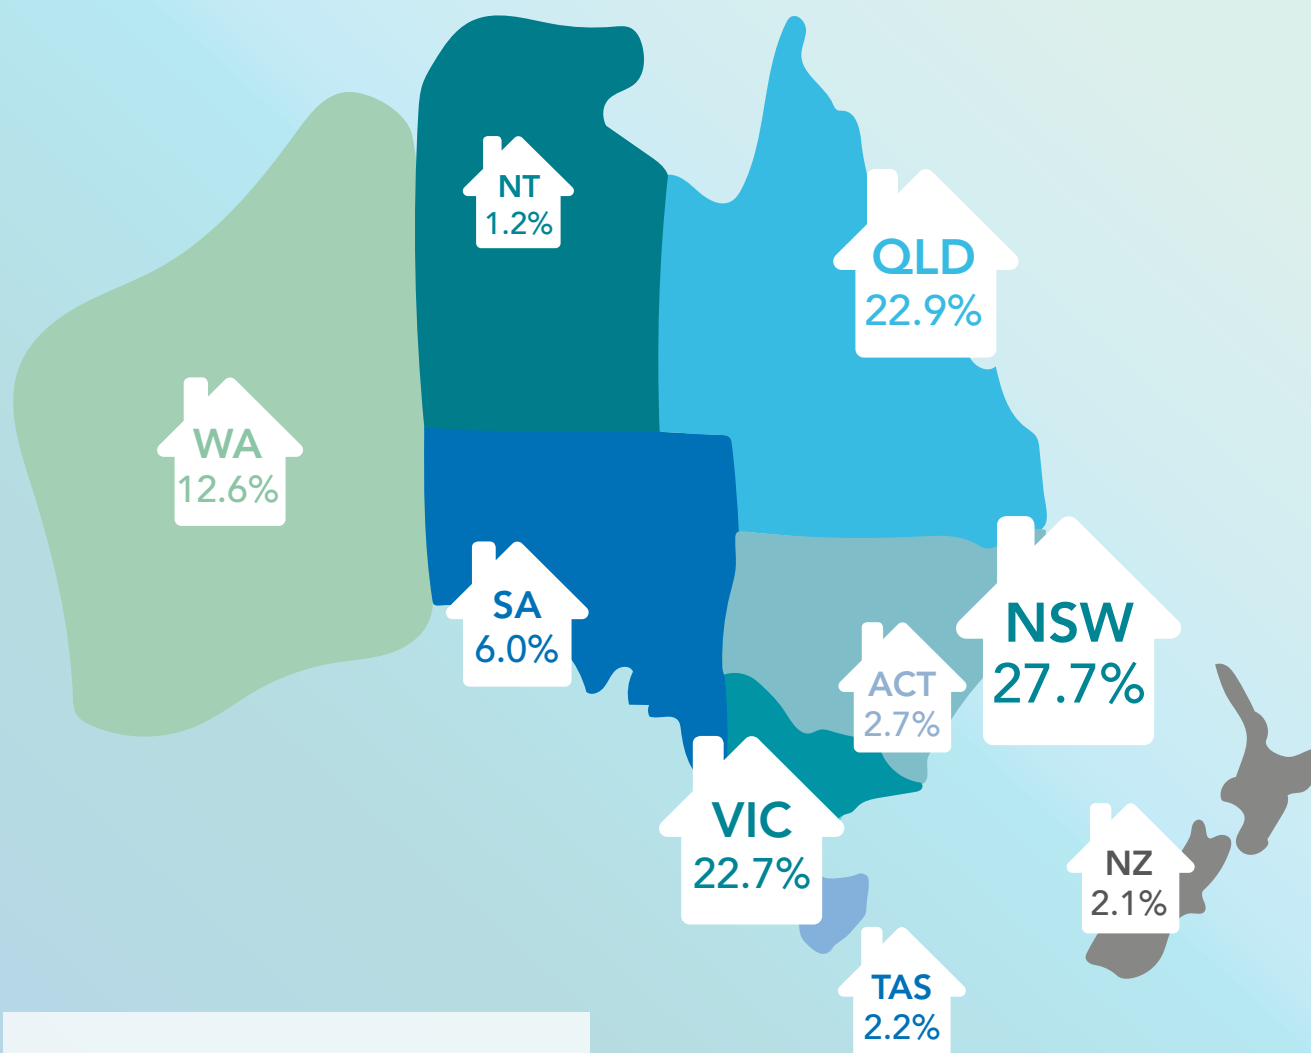 NT
1.2%
QLD
22.9%
WA
12.6%
SA
6.0%
NSW
27.7%
ACT
2.7%
VIC
22.7%
NZ
2.1%
TAS
2.2%